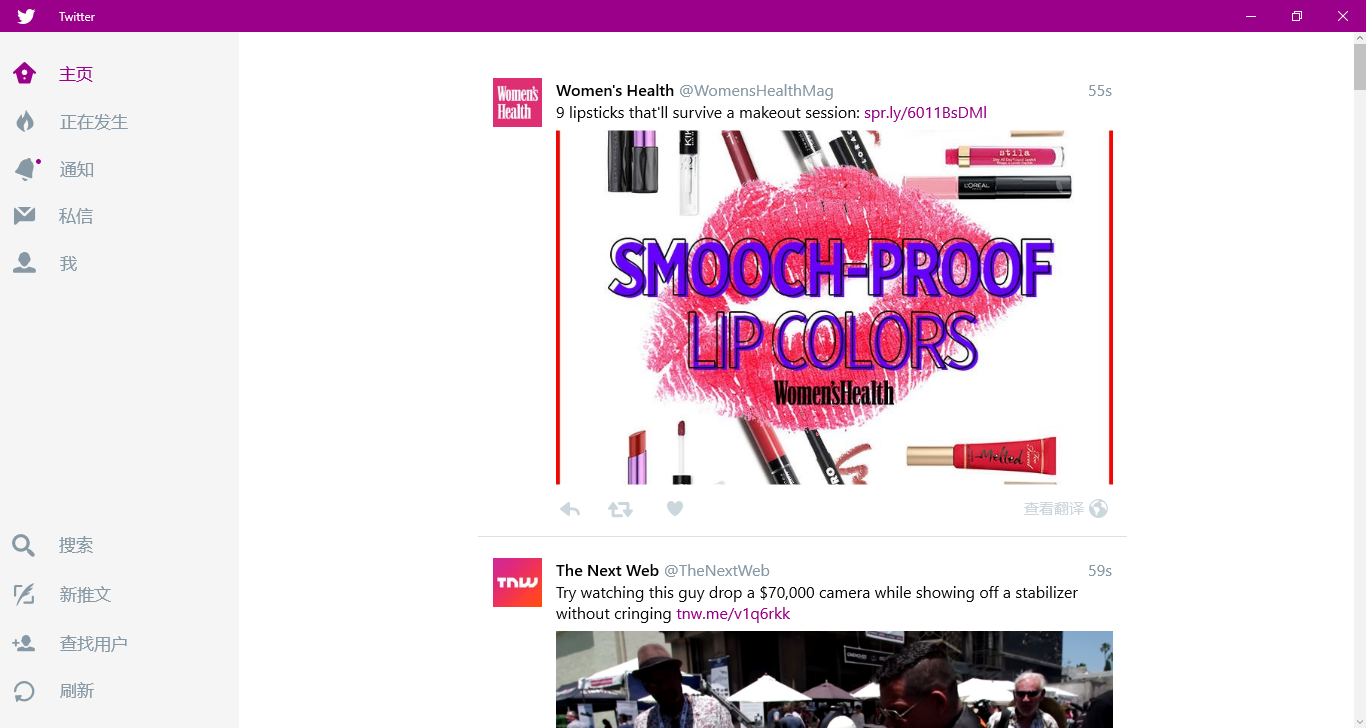 Twitter
主页
正在发生
通知
私信
我
搜索
新推文
查找用户
刷新
Women's Health
Women's Health @WomensHealthMag 55s
9 lipsticks that'll survive a makeout session: spr.ly/6011BsDMl
stila
L'ORÉAL
SMOOCH-PROOF
LIP COLORS
Women'sHealth
Melted
查看翻译
TNW
The Next Web @TheNextWeb 59s
Try watching this guy drop a $70,000 camera while showing off a stabilizer
without cringing tnw.me/v1q6rkk